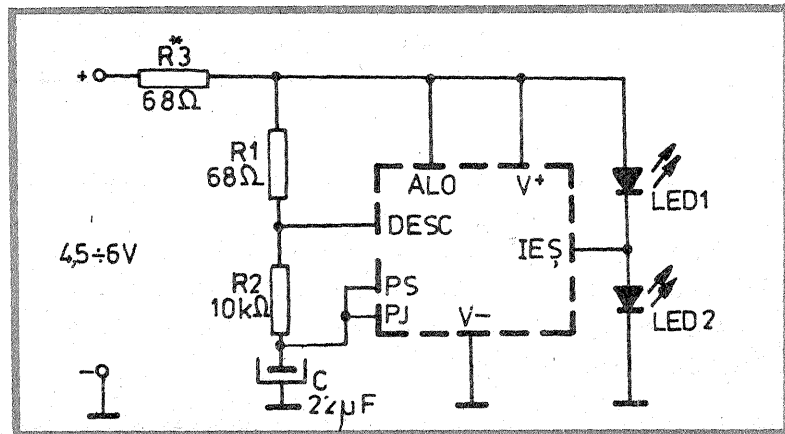 R3*
+
68Ω
R1
68Ω
ALO
V+
LED1
DESC
IEȘ
4,5÷6V
R2
10kΩ
PS
PJ
V-
LED2
-
C
22μF